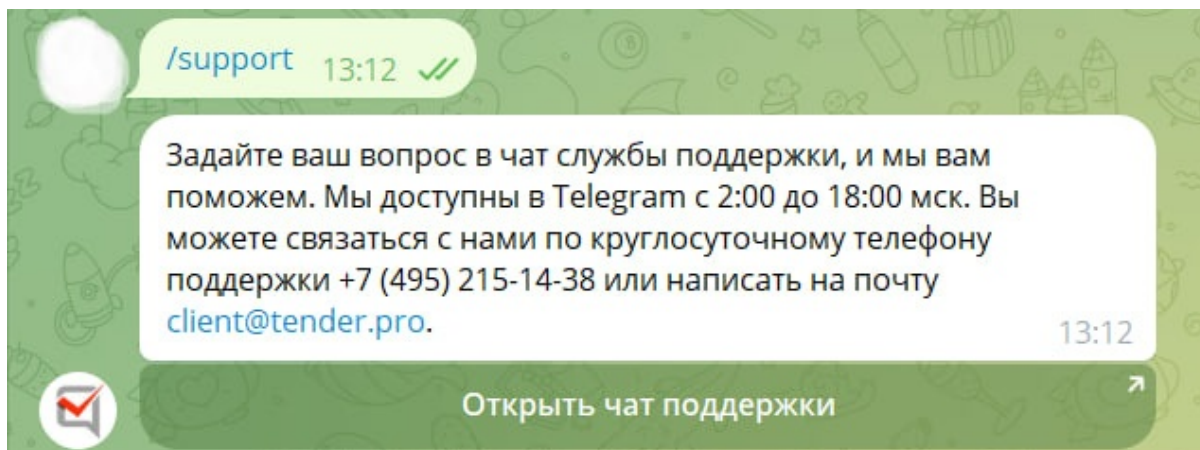 /support 13:12
Задайте ваш вопрос в чат службы поддержки, и мы вам
поможем. Мы доступны в Telegram с 2:00 до 18:00 мск. Вы
можете связаться с нами по круглосуточному телефону
поддержки +7 (495) 215-14-38 или написать на почту
client@tender.pro.
13:12
Открыть чат поддержки